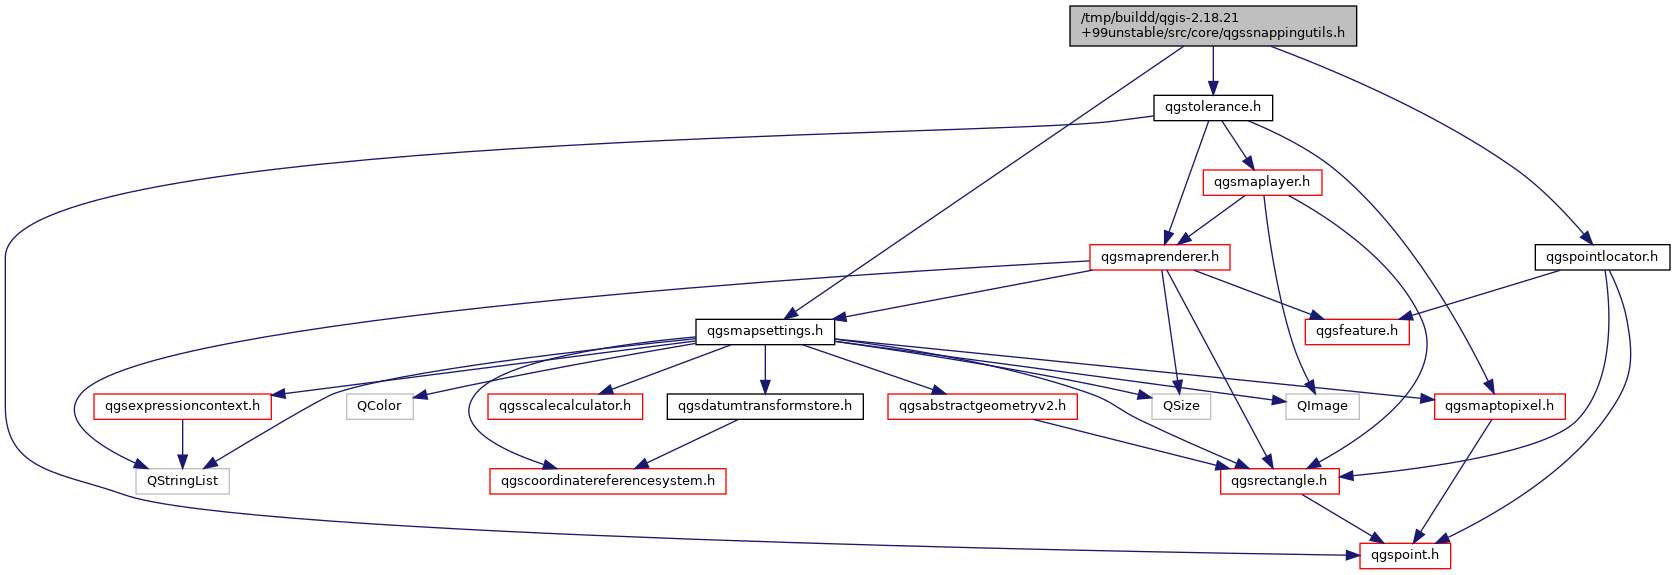 /tmp/buildd/qgis-2.18.21
+99unstable/src/core/qgssnappingutils.h
qgstolerance.h
qgsmaplayer.h
qgsmaprenderer.h
qgspointlocator.h
qgsmapsettings.h
qgsfeature.h
qgsexpressioncontext.h
QColor
qgsscalecalculator.h
qgsdatumtransformstore.h
qgsabstractgeometryv2.h
QSize
QImage
qgsmaptopixel.h
QStringList
qgscoordinatereferencesystem.h
qgsrectangle.h
qgspoint.h